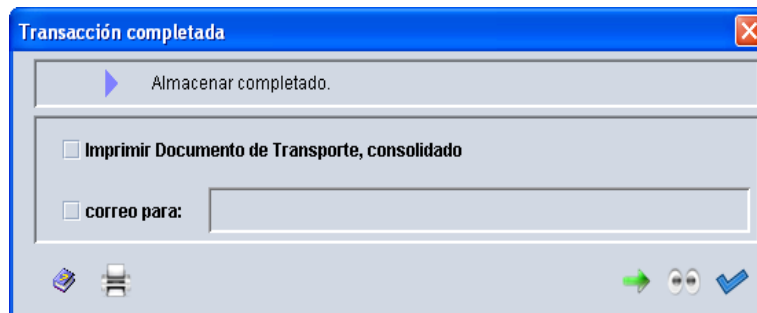 Transacción completada
Almacenar completado.
Imprimir Documento de Transporte, consolidado
correo para: